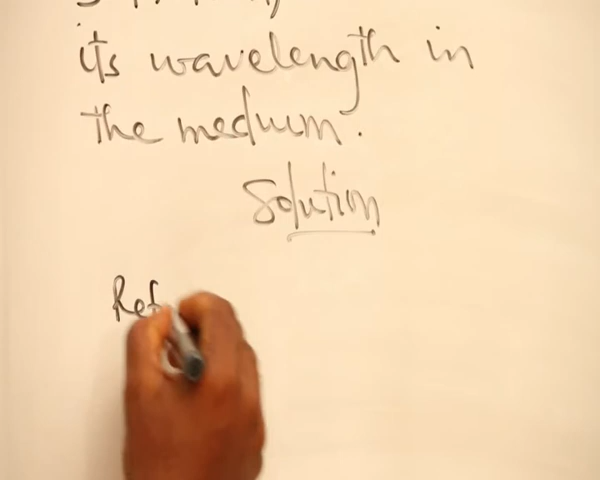 its wavelength in
the medium.
Solution
Ref